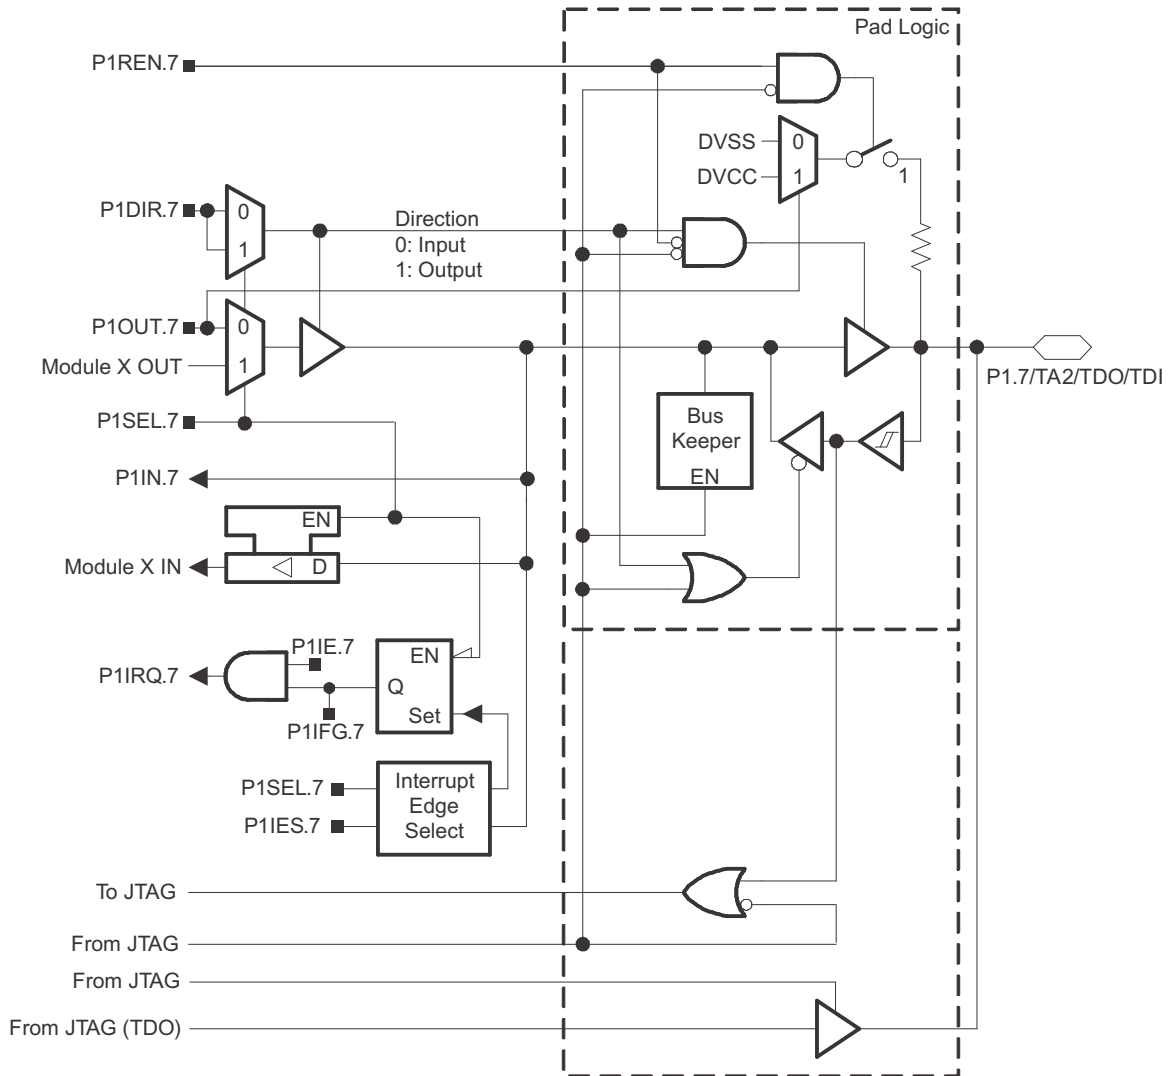 Pad Logic
P1REN.7
DVSS
0
DVCC
1
1
P1DIR.7
0
1
Direction
0: Input
1: Output
P1OUT.7
0
Module X OUT
1
P1.7/TA2/TDO/TDI
P1SEL.7
Bus
Keeper
EN
P1IN.7
EN
Module X IN
D
P1IE.7
EN
P1IRQ.7
Q
Set
P1IFG.7
P1SEL.7
P1IES.7
Interrupt
Edge
Select
To JTAG
From JTAG
From JTAG
From JTAG (TDO)